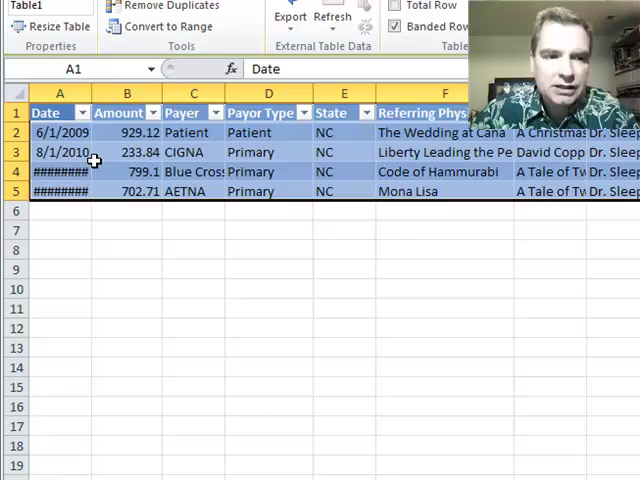 Table1
Resize Table
Properties
Remove Duplicates
Convert to Range
Tools
Export
Refresh
External Table Data
Total Row
Banded Row
A1
fx
Date
A B C D E F
1 Date Amount Payer Payor Type State Referring Phys
2 6/1/2009 929.12 Patient Patient NC The Wedding at Cana A Christmas Dr. Sleep
3 8/1/2010 233.84 CIGNA Primary NC Liberty Leading the Pe David Copp Dr. Sleep
4 ######## 799.1 Blue Cross Primary NC Code of Hammurabi A Tale of Tw Dr. Sleep
5 ######## 702.71 AETNA Primary NC Mona Lisa A Tale of Tw Dr. Sleep
6
7
8
9
10
11
12
13
14
15
16
17
18
19